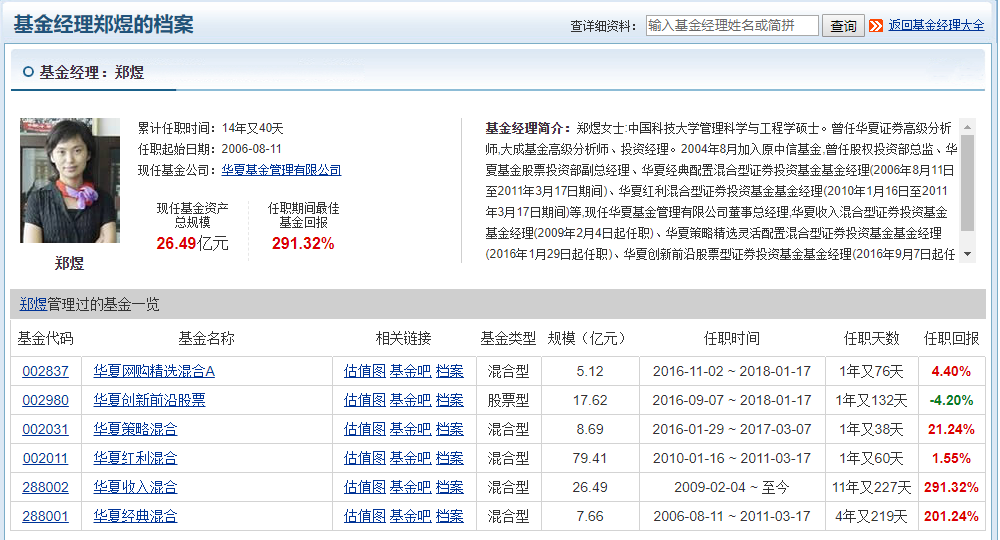 基金经理郑煜的档案
查详细资料： 输入基金经理姓名或简拼 查询 返回基金经理大全
基金经理：郑煜
累计任职时间：14年又40天
任职起始日期：2006-08-11
现任基金公司：华夏基金管理有限公司
现任基金资产
总规模
26.49亿元
任职期间最佳
基金回报
291.32%
郑煜
基金经理简介：郑煜女士:中国科技大学管理科学与工程学硕士。曾任华夏证券高级分析
师,大成基金高级分析师、投资经理。2004年8月加入原中信基金,曾任股权投资部总监、华
夏基金股票投资部副总经理、华夏经典配置混合型证券投资基金基金经理(2006年8月11日
至2011年3月17日期间)、华夏红利混合型证券投资基金基金经理(2010年1月16日至2011
年3月17日期间)等,现任华夏基金管理有限公司董事总经理,华夏收入混合型证券投资基金
基金经理(2009年2月4日起任职)、华夏策略精选灵活配置混合型证券投资基金基金经理
(2016年1月29日起任职)、华夏创新前沿股票型证券投资基金基金经理(2016年9月7日起任
郑煜管理过的基金一览
基金代码 基金名称 相关链接 基金类型 规模（亿元） 任职时间 任职天数 任职回报
002837 华夏网购精选混合A 估值图 基金吧 档案 混合型 5.12 2016-11-02 ~ 2018-01-17 1年又76天 4.40%
002980 华夏创新前沿股票 估值图 基金吧 档案 股票型 17.62 2016-09-07 ~ 2018-01-17 1年又132天 -4.20%
002031 华夏策略混合 估值图 基金吧 档案 混合型 8.69 2016-01-29 ~ 2017-03-07 1年又38天 21.24%
002011 华夏红利混合 估值图 基金吧 档案 混合型 79.41 2010-01-16 ~ 2011-03-17 1年又60天 1.55%
288002 华夏收入混合 估值图 基金吧 档案 混合型 26.49 2009-02-04 ~ 至今 11年又227天 291.32%
288001 华夏经典混合 估值图 基金吧 档案 混合型 7.66 2006-08-11 ~ 2011-03-17 4年又219天 201.24%